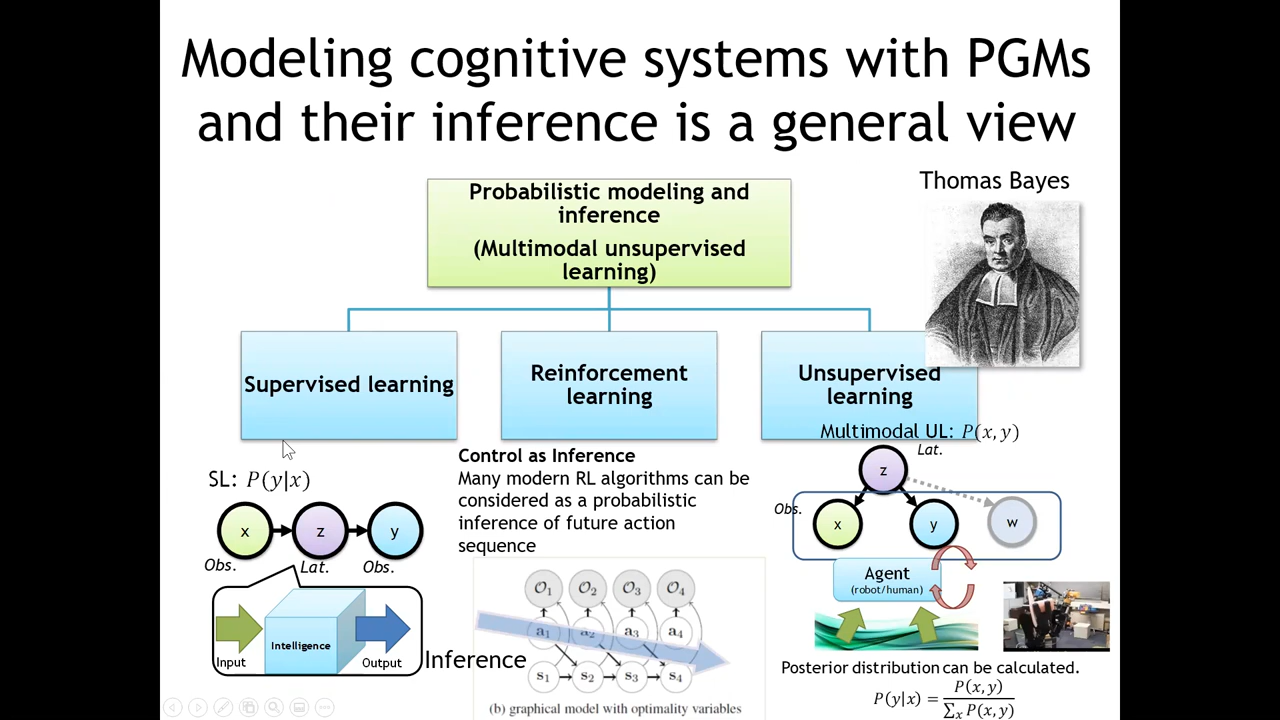 Modeling cognitive systems with PGMs
and their inference is a general view
Thomas Bayes
Probabilistic modeling and
inference
(Multimodal unsupervised
learning)
Supervised learning
Reinforcement
learning
Unsupervised
learning
SL: P(y|x)
x
z
y
Obs.
Lat.
Obs.
Intelligence
Input
Output
Control as Inference
Many modern RL algorithms can be
considered as a probabilistic
inference of future action
sequence
Inference
O₁ O₂ O₃ O₄
a₁ a₂ a₃ a₄
s₁ s₂ s₃ s₄
(b) graphical model with optimality variables
Multimodal UL: P(x, y)
Lat.
z
Obs.
x
y
w
Agent
(robot/human)
Posterior distribution can be calculated.
P(y|x) = P(x, y) / ∑ₓ P(x, y)